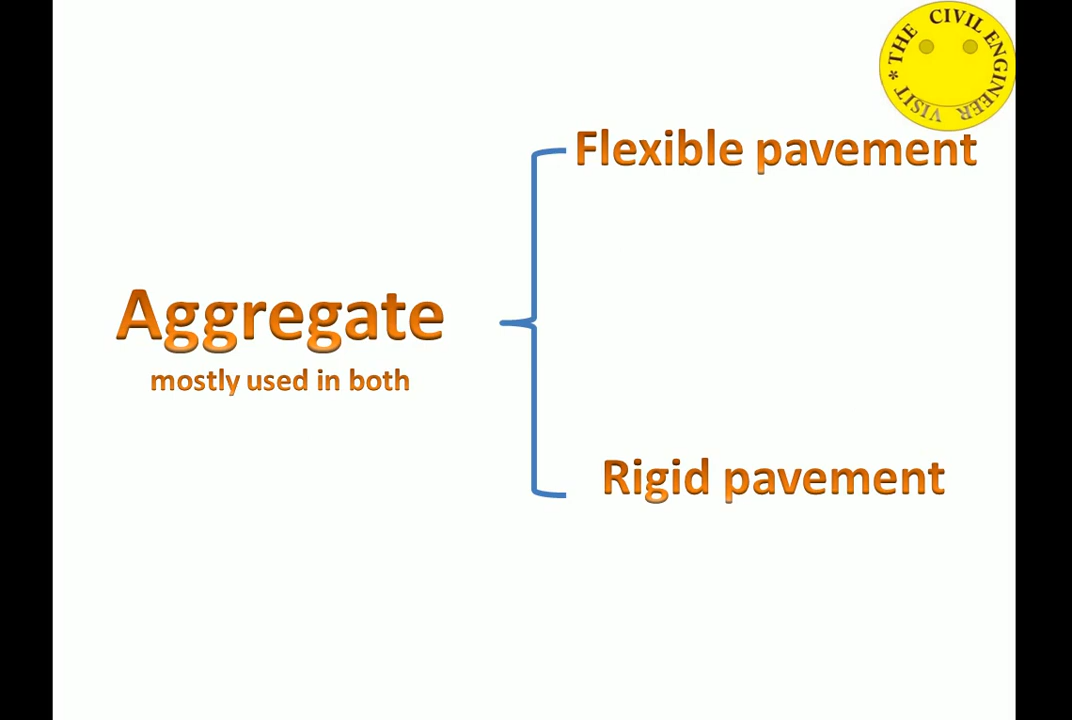 THE CIVIL ENGINEER VISIT *
Flexible pavement
Aggregate
mostly used in both
Rigid pavement